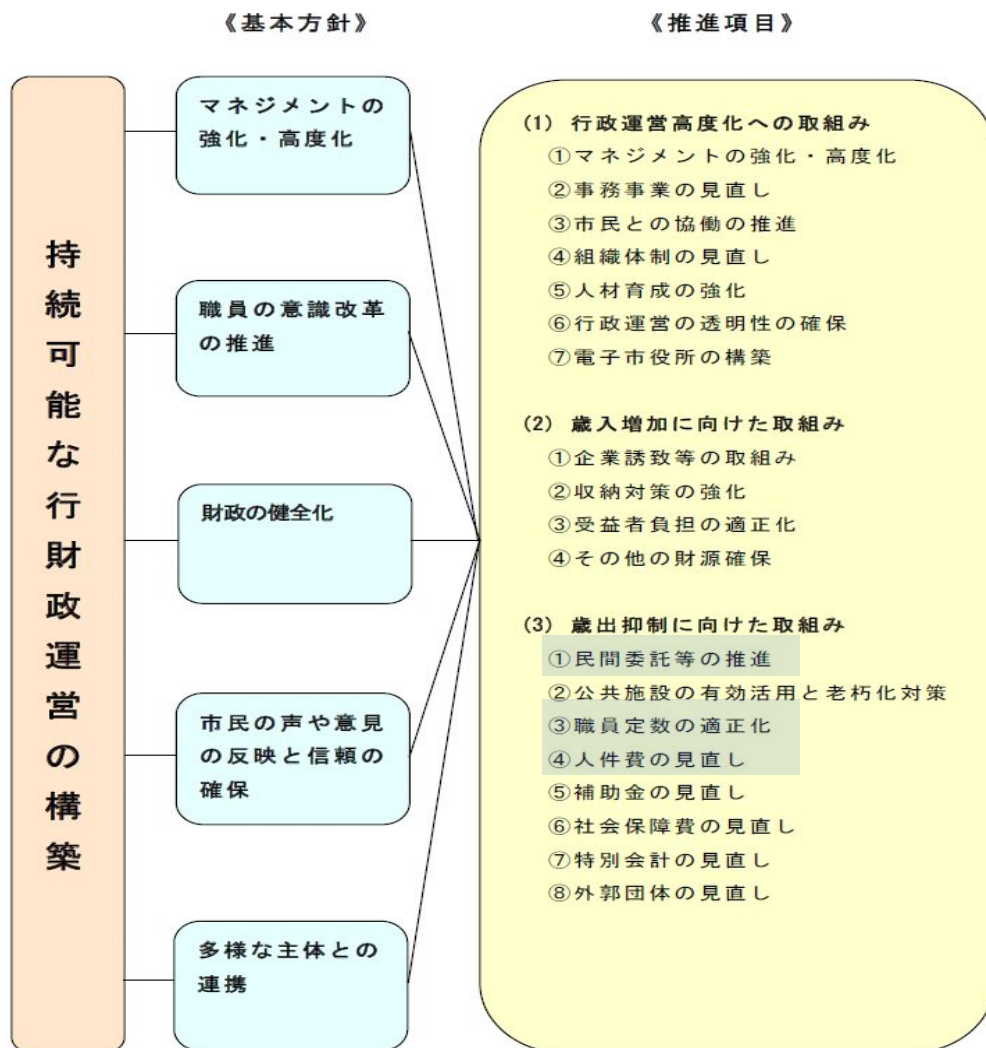 《基本方針》
《推進項目》
持続可能な行財政運営の構築
マネジメントの
強化・高度化
職員の意識改革
の推進
財政の健全化
市民の声や意見
の反映と信頼の
確保
多様な主体との
連携
(1) 行政運営高度化への取組み
①マネジメントの強化・高度化
②事務事業の見直し
③市民との協働の推進
④組織体制の見直し
⑤人材育成の強化
⑥行政運営の透明性の確保
⑦電子市役所の構築
(2) 歳入増加に向けた取組み
①企業誘致等の取組み
②収納対策の強化
③受益者負担の適正化
④その他の財源確保
(3) 歳出抑制に向けた取組み
①民間委託等の推進
②公共施設の有効活用と老朽化対策
③職員定数の適正化
④人件費の見直し
⑤補助金の見直し
⑥社会保障費の見直し
⑦特別会計の見直し
⑧外郭団体の見直し